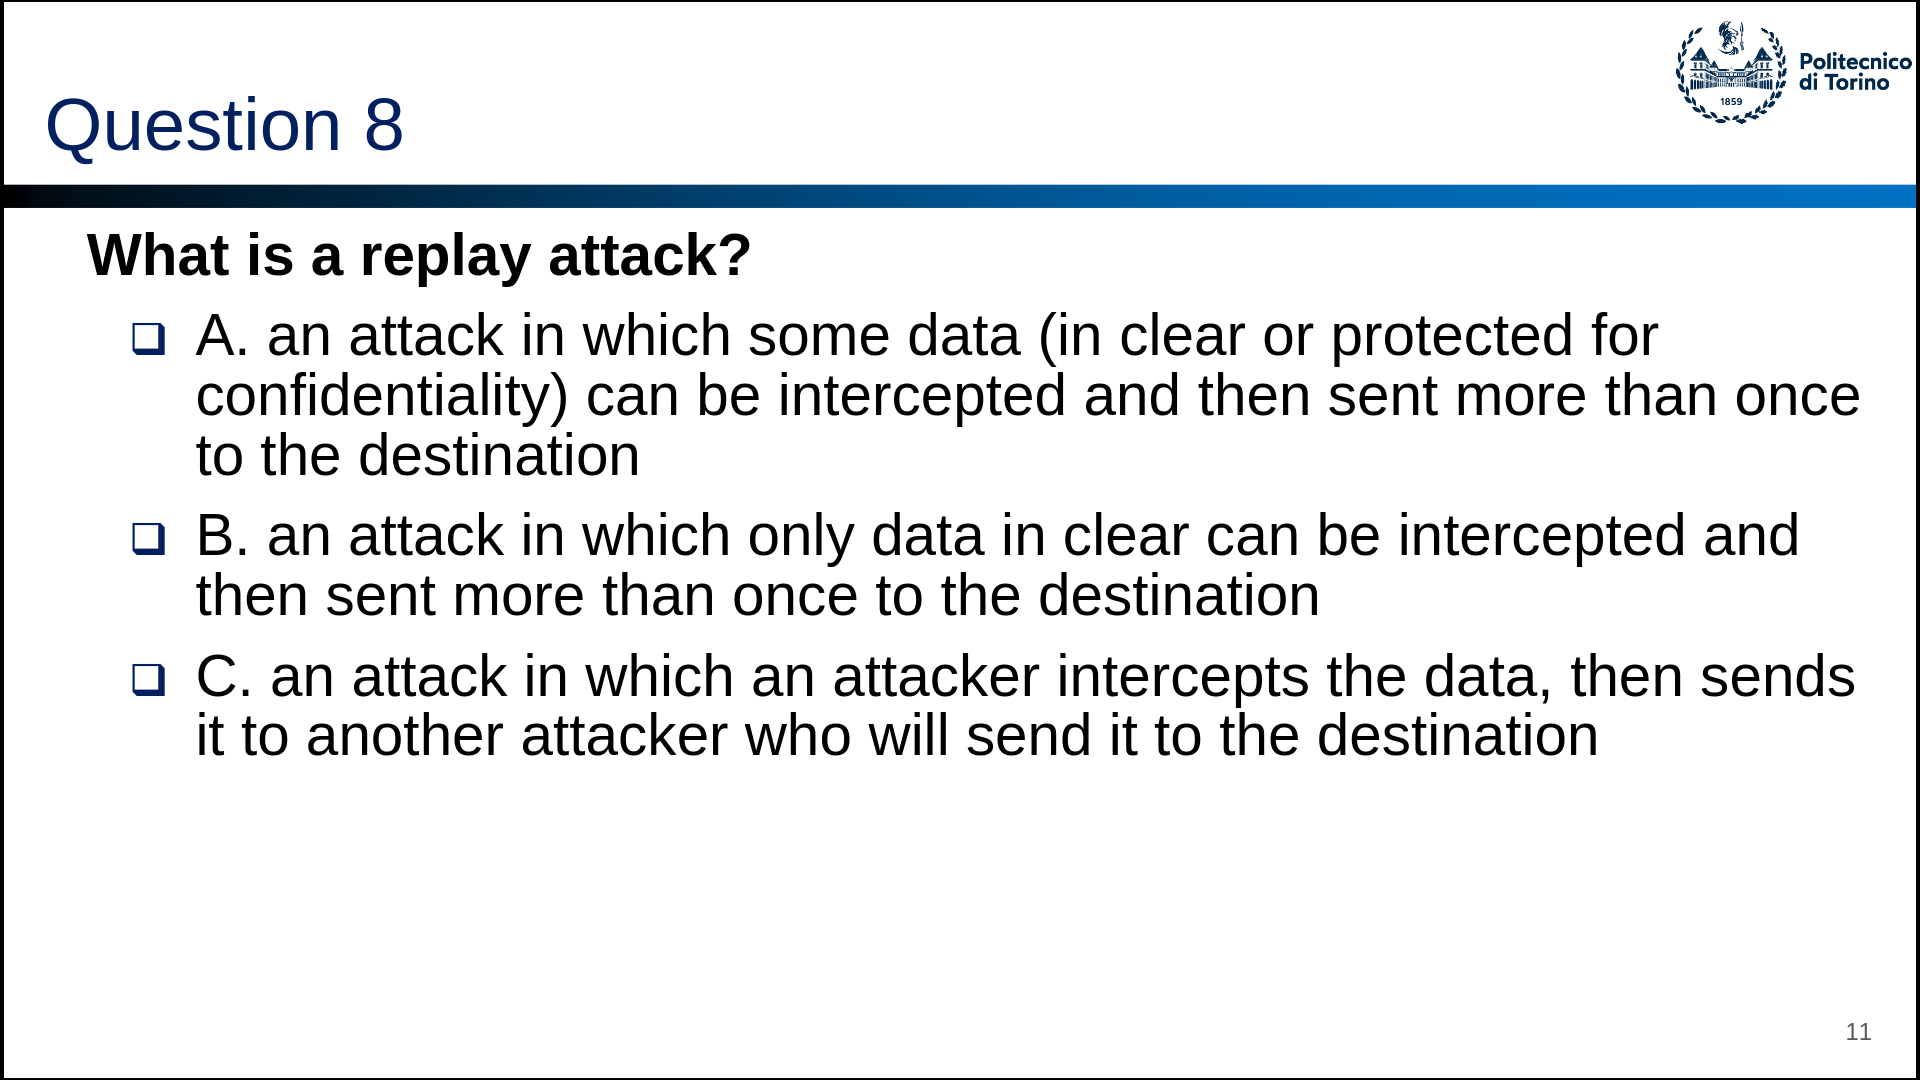 Politecnico
di Torino
1859
Question 8
What is a replay attack?
❑ A. an attack in which some data (in clear or protected for
confidentiality) can be intercepted and then sent more than once
to the destination
❑ B. an attack in which only data in clear can be intercepted and
then sent more than once to the destination
❑ C. an attack in which an attacker intercepts the data, then sends
it to another attacker who will send it to the destination
11